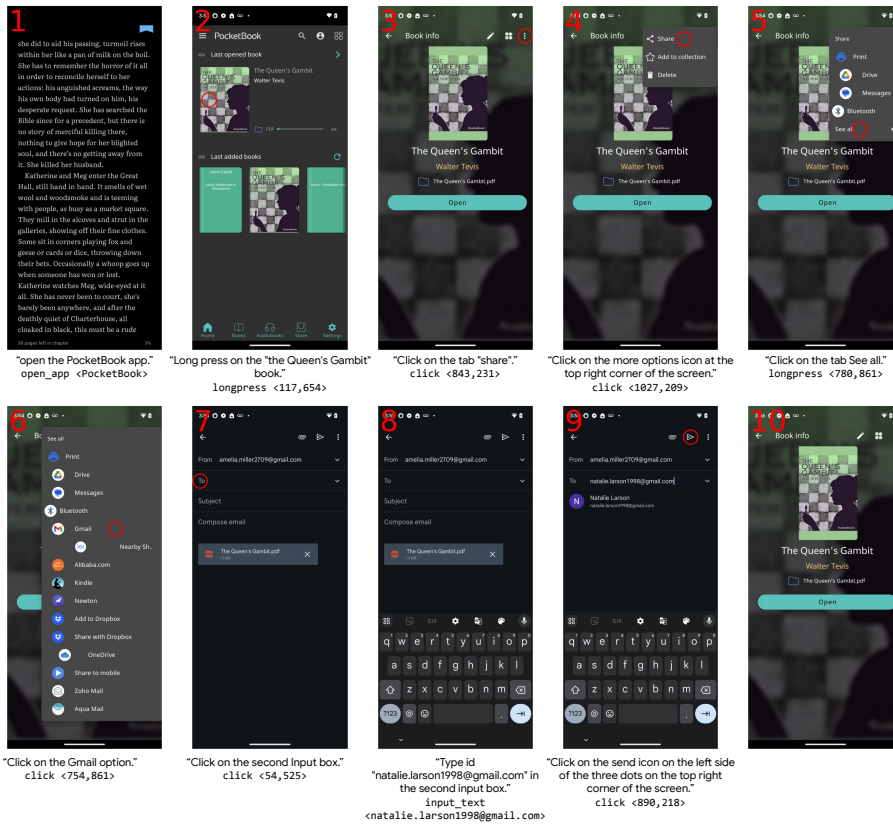 1
she did to aid his passing, turmoil rises
within her like a pan of milk on the boil.
She has to remember the horror of it all
in order to reconcile herself to her
actions: his anguished screams, the way
his own body had turned on him, his
desperate request. She has searched the
Bible since for a precedent, but there is
no story of merciful killing there,
nothing to give hope for her blighted
soul, and there's no getting away from
it. She killed her husband.
Katherine and Meg enter the Great
Hall, still hand in hand. It smells of wet
wool and woodsmoke and is teeming
with people, as busy as a market square.
They mill in the alcoves and strut in the
galleries, showing off their fine clothes.
Some sit in corners playing fox and
geese or cards or dice, throwing down
their bets. Occasionally a whoop goes up
when someone has won or lost.
Katherine watches Meg, wide-eyed at it
all. She has never been to court, she's
barely been anywhere, and after the
deathly quiet of Charterhouse, all
cloaked in black, this must be a rude
38 pages left in chapter 9%
"open the PocketBook app."
open_app <PocketBook>
2
PocketBook
Last opened book
The Queen's Gambit
Walter Tevis
PDF
Last added books
Home Books Audiobooks Store Settings
"Long press on the "the Queen's Gambit"
book."
longpress <117,654>
3
Book info
THE QUEEN'S GAMBIT
The Queen's Gambit
Walter Tevis
The Queen's Gambit.pdf
Open
"Click on the tab "share"."
click <843,231>
4
Book info
Share
Add to collection
Delete
The Queen's Gambit
Walter Tevis
The Queen's Gambit.pdf
Open
"Click on the more options icon at the
top right corner of the screen."
click <1027,209>
5
Share
Print
Drive
Messages
Bluetooth
See all
The Queen's Gambit
Walter Tevis
The Queen's Gambit.pdf
Open
"Click on the tab See all."
longpress <780,861>
6
See all
Print
Drive
Messages
Bluetooth
Gmail
Nearby Sh..
Alibaba.com
Kindle
Newton
Add to Dropbox
Share with Dropbox
OneDrive
Share to mobile
Zoho Mail
Aqua Mail
"Click on the Gmail option."
click <754,861>
7
From amelia.miller2709@gmail.com
To
Subject
Compose email
The Queen's Gambit.pdf
"Click on the second Input box."
click <54,525>
8
From amelia.miller2709@gmail.com
To
Subject
Compose email
The Queen's Gambit.pdf
GIF
q w e r t y u i o p
a s d f g h j k l
z x c v b n m
?123 @ .
"Type id
"natalie.larson1998@gmail.com" in
the second input box."
input_text
<natalie.larson1998@gmail.com>
9
From amelia.miller2709@gmail.com
To natalie.larson1998@gmail.com
N Natalie Larson
natalie.larson1998@gmail.com
GIF
q w e r t y u i o p
a s d f g h j k l
z x c v b n m
?123 @ .
"Click on the send icon on the left side
of the three dots on the top right
corner of the screen."
click <890,218>
10
Book info
The Queen's Gambit
Walter Tevis
The Queen's Gambit.pdf
Open